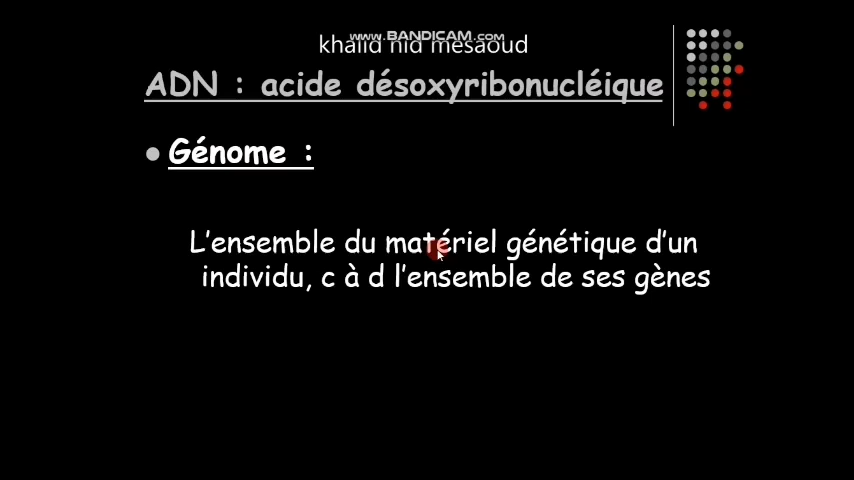 www.BANDICAM.com
khalid nid mesaoud
ADN : acide désoxyribonucléique
Génome :
L'ensemble du matériel génétique d'un
individu, c à d l'ensemble de ses gènes